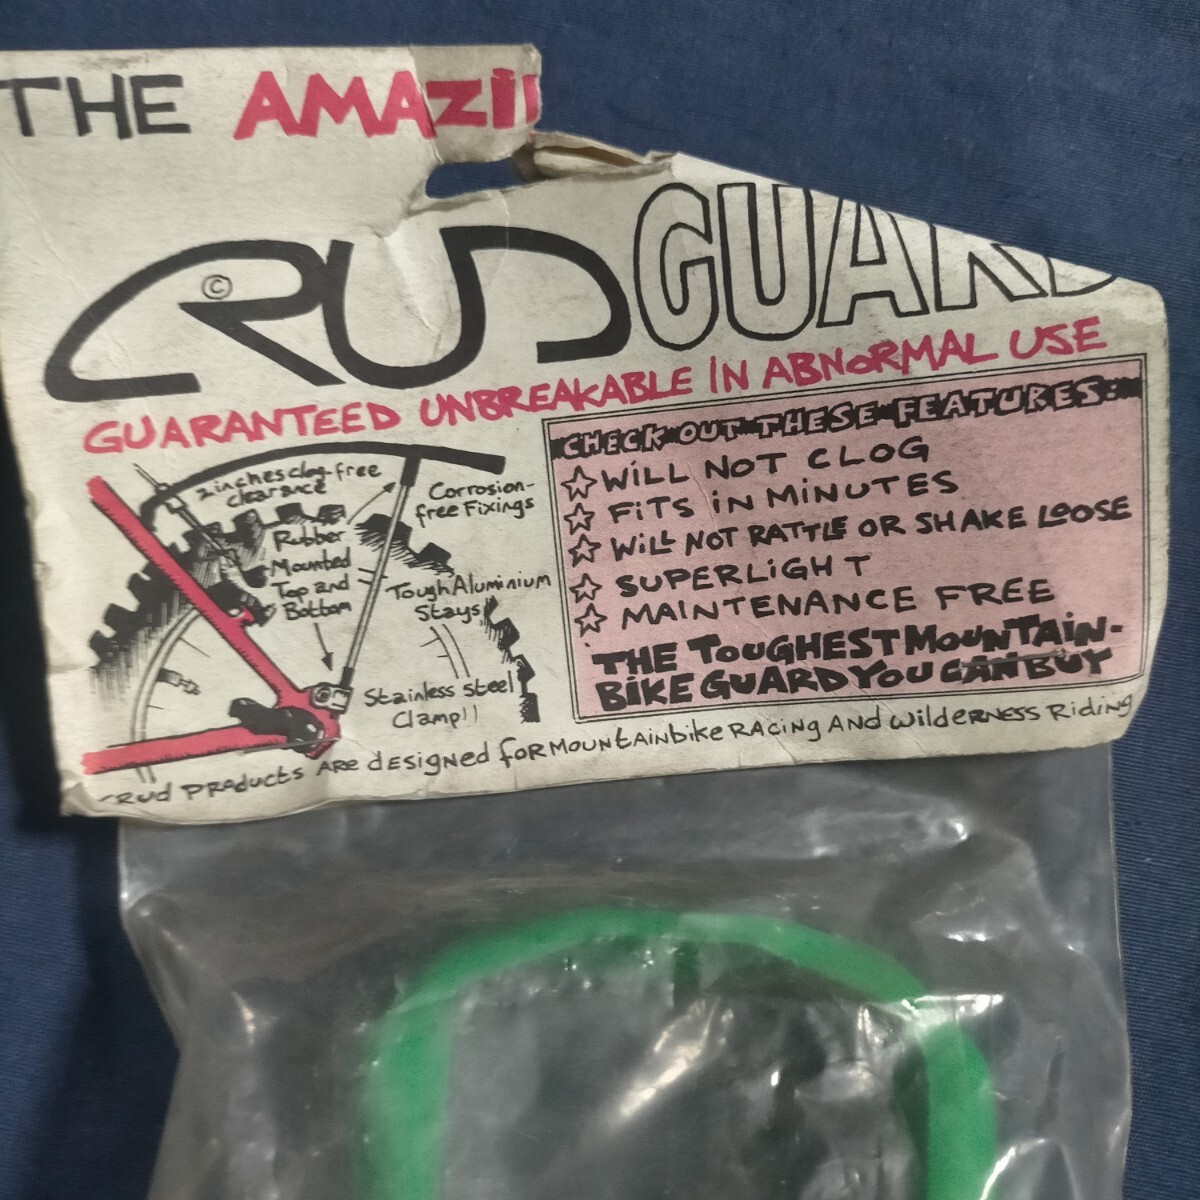 THE AMAZI
©
CRUD GUARD
GUARANTEED UNBREAKABLE IN ABNORMAL USE
2 inches clog-free
clearance
Corrosion-
free Fixings
Rubber
Mounted
Top and
Bottom
Tough Aluminium
Stays
Stainless steel
Clamp!!
CHECK OUT THESE FEATURES:
☆ WILL NOT CLOG
☆ FITS IN MINUTES
☆ WILL NOT RATTLE OR SHAKE LOOSE
☆ SUPERLIGHT
☆ MAINTENANCE FREE
THE TOUGHEST MOUNTAIN-
BIKE GUARD YOU CAN BUY
CRUD PRODUCTS ARE dESigned foR MOUNtAiNbiKe RACiNg ANd WildeRNESS RidiNg